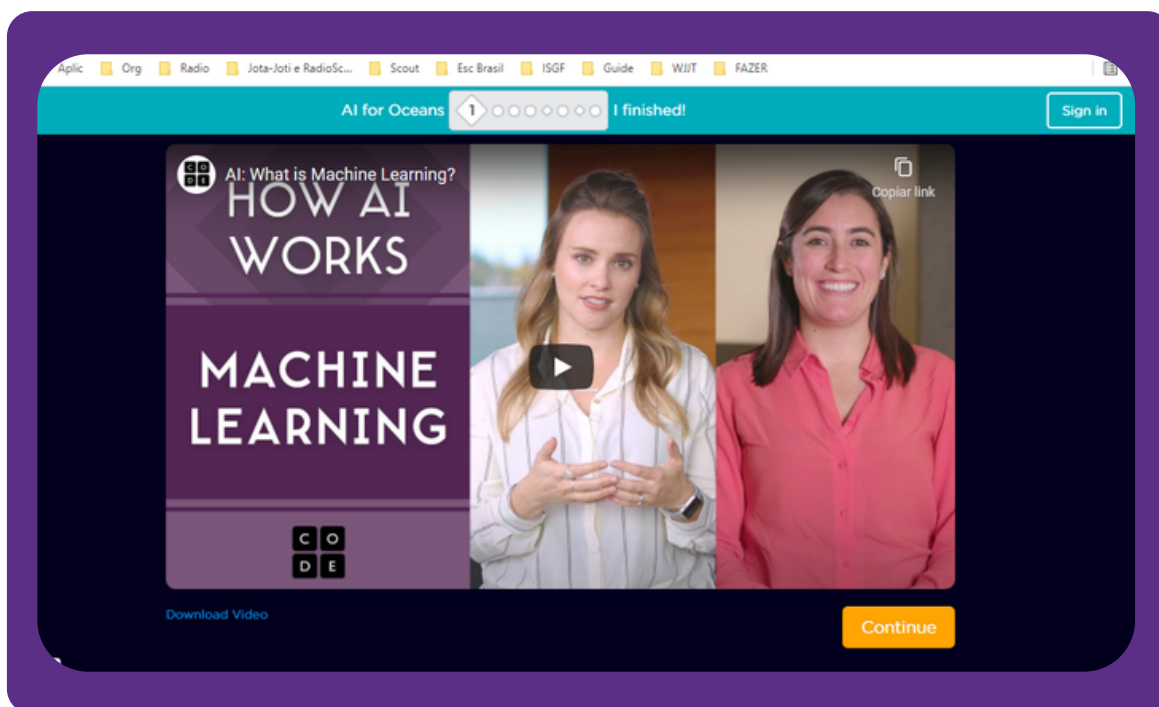 Aplic Org Radio Jota-Joti e RadioSc... Scout Esc Brasil ISGF Guide WJJT FAZER
AI for Oceans 1 I finished! Sign in
AI: What is Machine Learning?
Copiar link
HOW AI
WORKS
MACHINE
LEARNING
C O
D E
C O
D E
Download Video
Continue